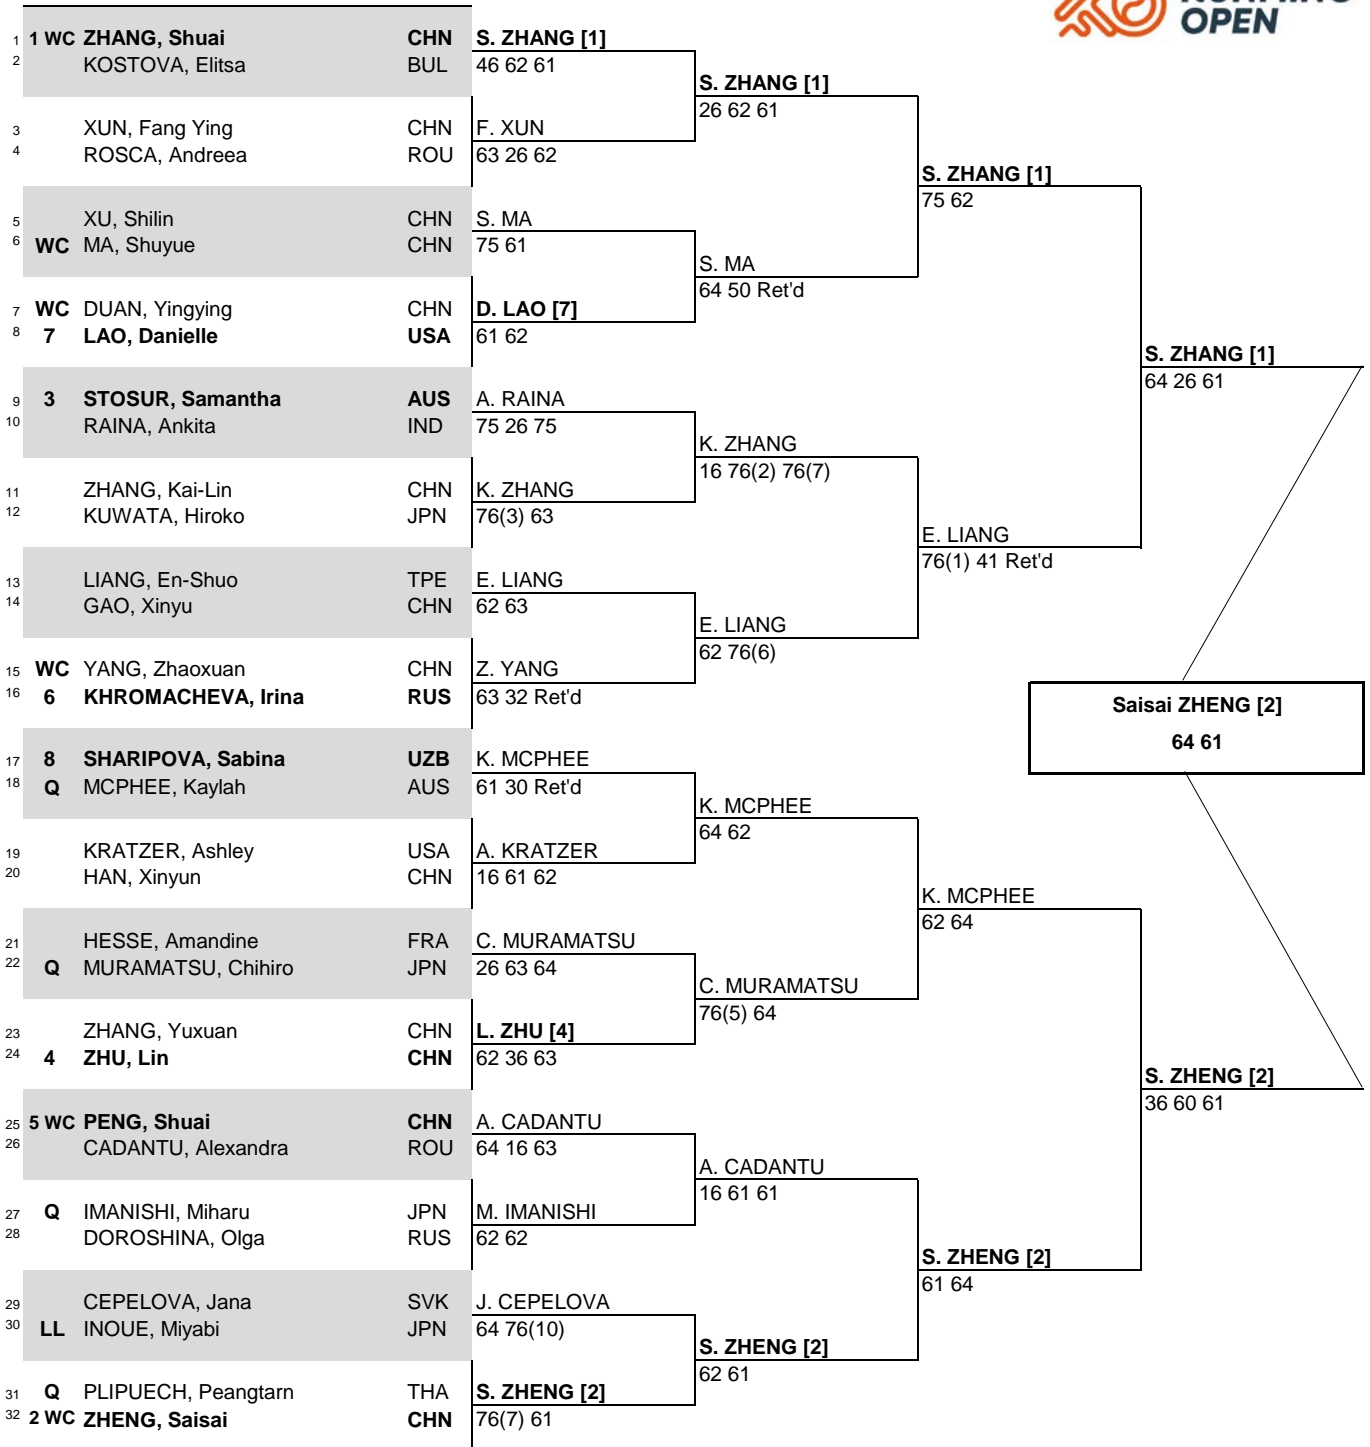 OPEN
1 1 WC ZHANG, Shuai CHN S. ZHANG [1]
2 KOSTOVA, Elitsa BUL 46 62 61
S. ZHANG [1]
26 62 61
3 XUN, Fang Ying CHN F. XUN
4 ROSCA, Andreea ROU 63 26 62
S. ZHANG [1]
75 62
5 XU, Shilin CHN S. MA
6 WC MA, Shuyue CHN 75 61
S. MA
64 50 Ret'd
7 WC DUAN, Yingying CHN D. LAO [7]
8 7 LAO, Danielle USA 61 62
S. ZHANG [1]
64 26 61
9 3 STOSUR, Samantha AUS A. RAINA
10 RAINA, Ankita IND 75 26 75
K. ZHANG
16 76(2) 76(7)
11 ZHANG, Kai-Lin CHN K. ZHANG
12 KUWATA, Hiroko JPN 76(3) 63
E. LIANG
76(1) 41 Ret'd
13 LIANG, En-Shuo TPE E. LIANG
14 GAO, Xinyu CHN 62 63
E. LIANG
62 76(6)
15 WC YANG, Zhaoxuan CHN Z. YANG
16 6 KHROMACHEVA, Irina RUS 63 32 Ret'd
Saisai ZHENG [2]
64 61
17 8 SHARIPOVA, Sabina UZB K. MCPHEE
18 Q MCPHEE, Kaylah AUS 61 30 Ret'd
K. MCPHEE
64 62
19 KRATZER, Ashley USA A. KRATZER
20 HAN, Xinyun CHN 16 61 62
K. MCPHEE
62 64
21 HESSE, Amandine FRA C. MURAMATSU
22 Q MURAMATSU, Chihiro JPN 26 63 64
C. MURAMATSU
76(5) 64
23 ZHANG, Yuxuan CHN L. ZHU [4]
24 4 ZHU, Lin CHN 62 36 63
S. ZHENG [2]
36 60 61
25 5 WC PENG, Shuai CHN A. CADANTU
26 CADANTU, Alexandra ROU 64 16 63
A. CADANTU
16 61 61
27 Q IMANISHI, Miharu JPN M. IMANISHI
28 DOROSHINA, Olga RUS 62 62
S. ZHENG [2]
61 64
29 CEPELOVA, Jana SVK J. CEPELOVA
30 LL INOUE, Miyabi JPN 64 76(10)
S. ZHENG [2]
62 61
31 Q PLIPUECH, Peangtarn THA S. ZHENG [2]
32 2 WC ZHENG, Saisai CHN 76(7) 61